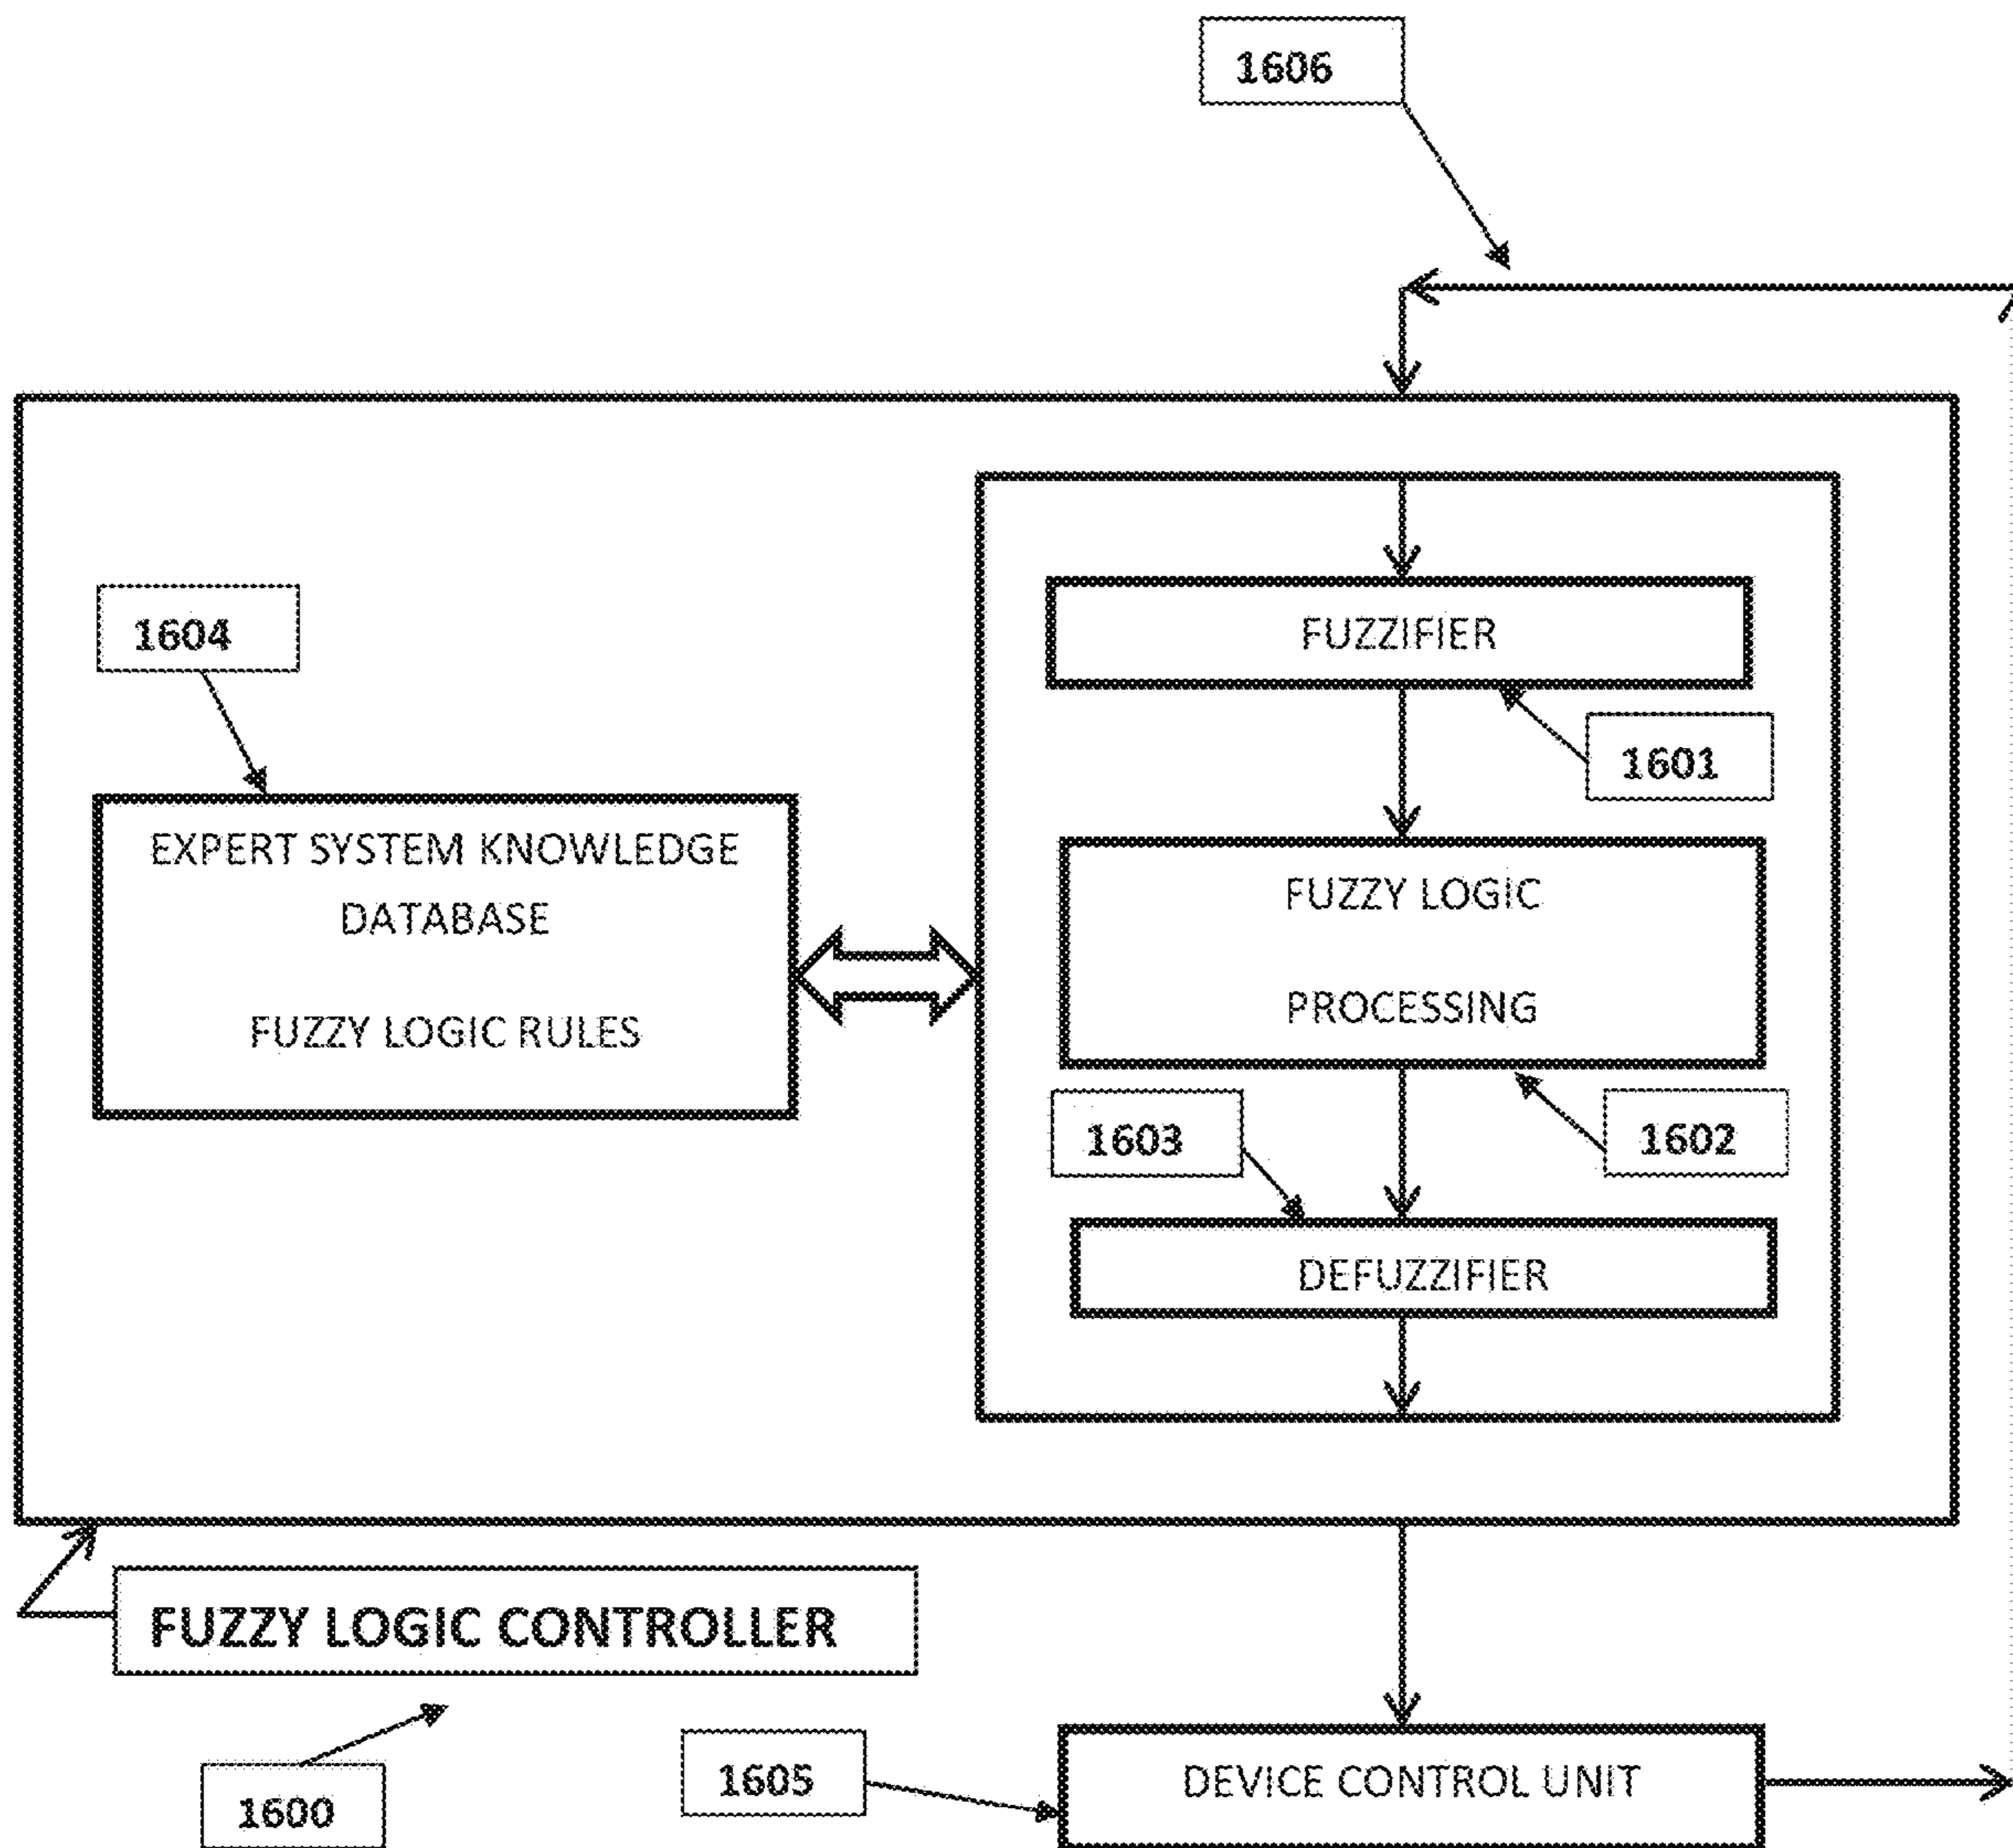 1606
FUZZIFIER
1604
1601
EXPERT SYSTEM KNOWLEDGE
DATABASE
FUZZY LOGIC RULES
FUZZY LOGIC
PROCESSING
1603
1602
DEFUZZIFIER
FUZZY LOGIC CONTROLLER
1600
1605
DEVICE CONTROL UNIT